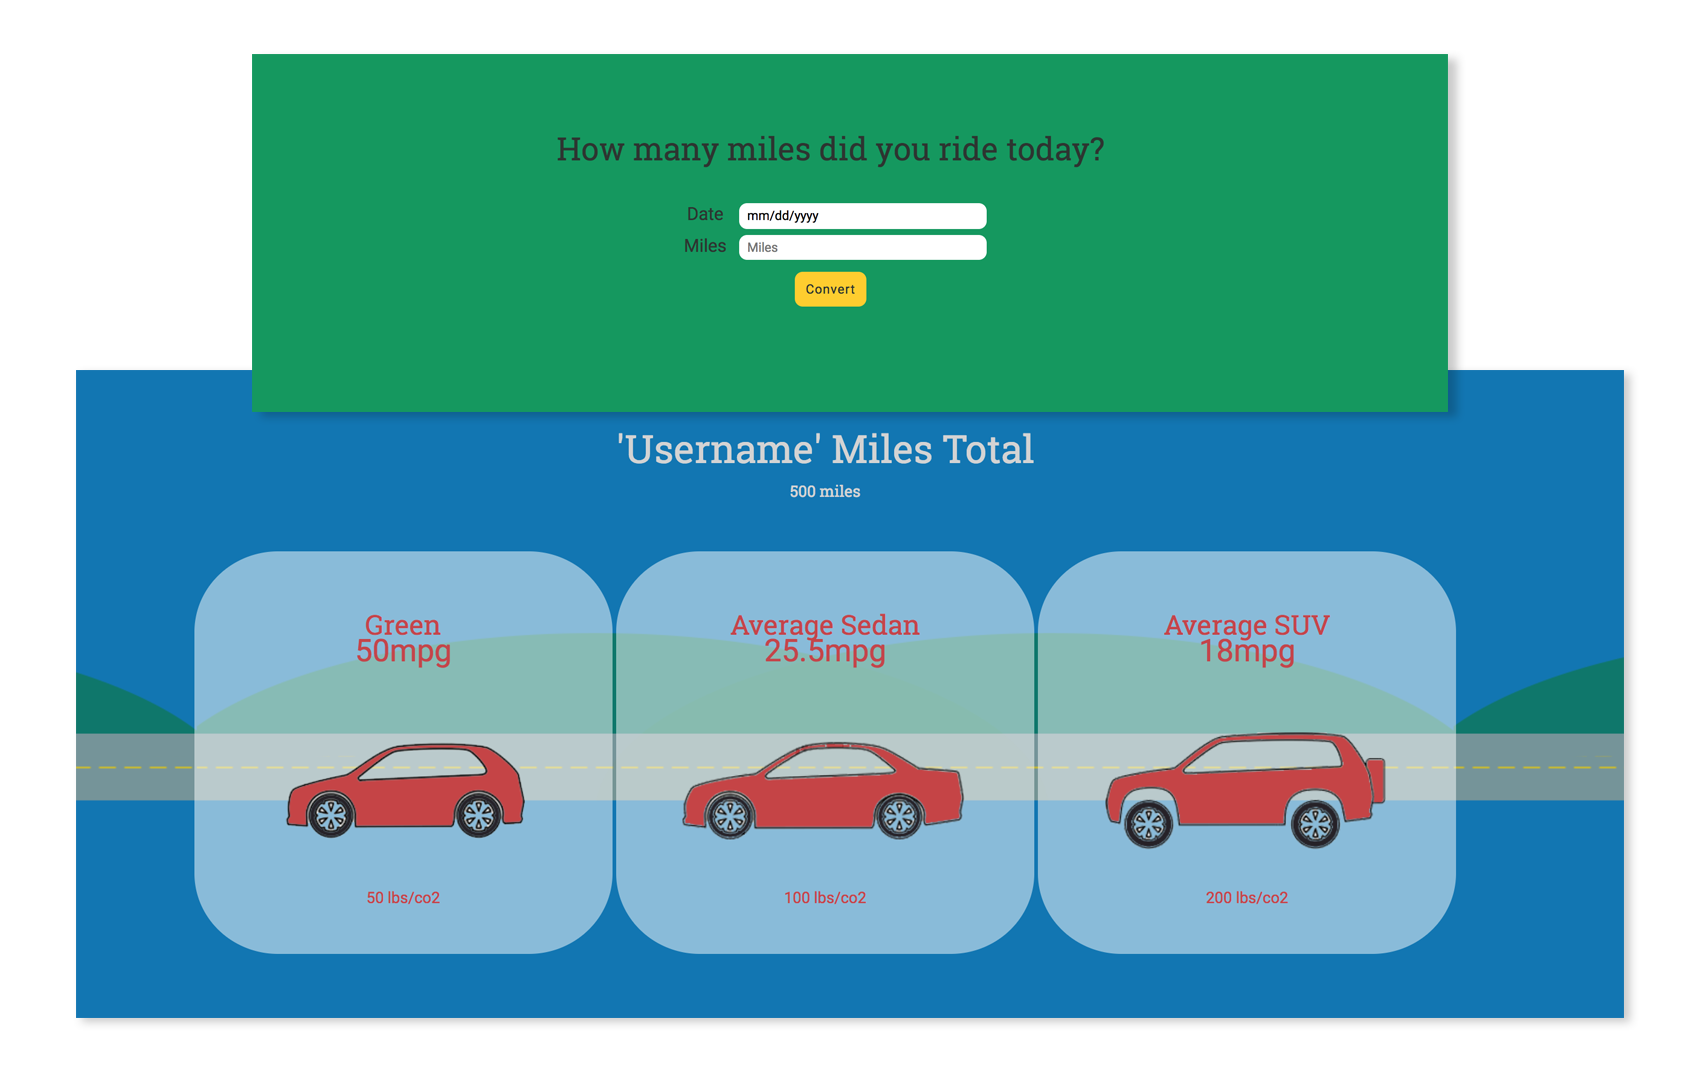 How many miles did you ride today?
Date mm/dd/yyyy
Miles Miles
Convert
'Username' Miles Total
500 miles
Green
50mpg
Average Sedan
25.5mpg
Average SUV
18mpg
50 lbs/co2
100 lbs/co2
200 lbs/co2